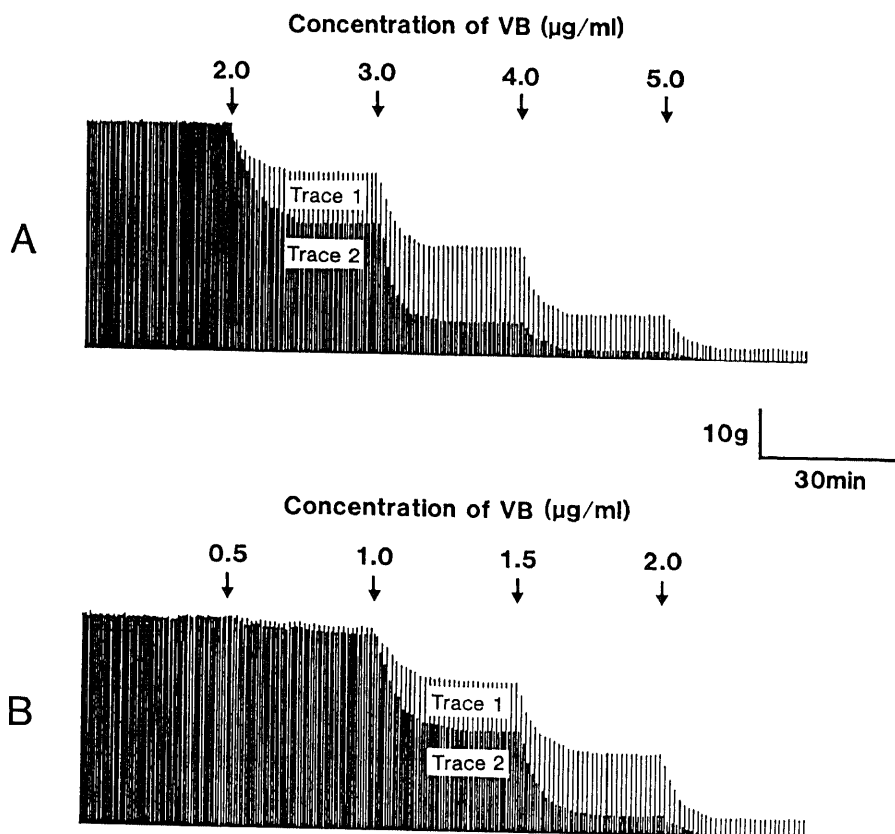 Concentration of VB (µg/ml)
2.0 3.0 4.0 5.0
A
Trace 1
Trace 2
10g
30min
Concentration of VB (µg/ml)
0.5 1.0 1.5 2.0
B
Trace 1
Trace 2